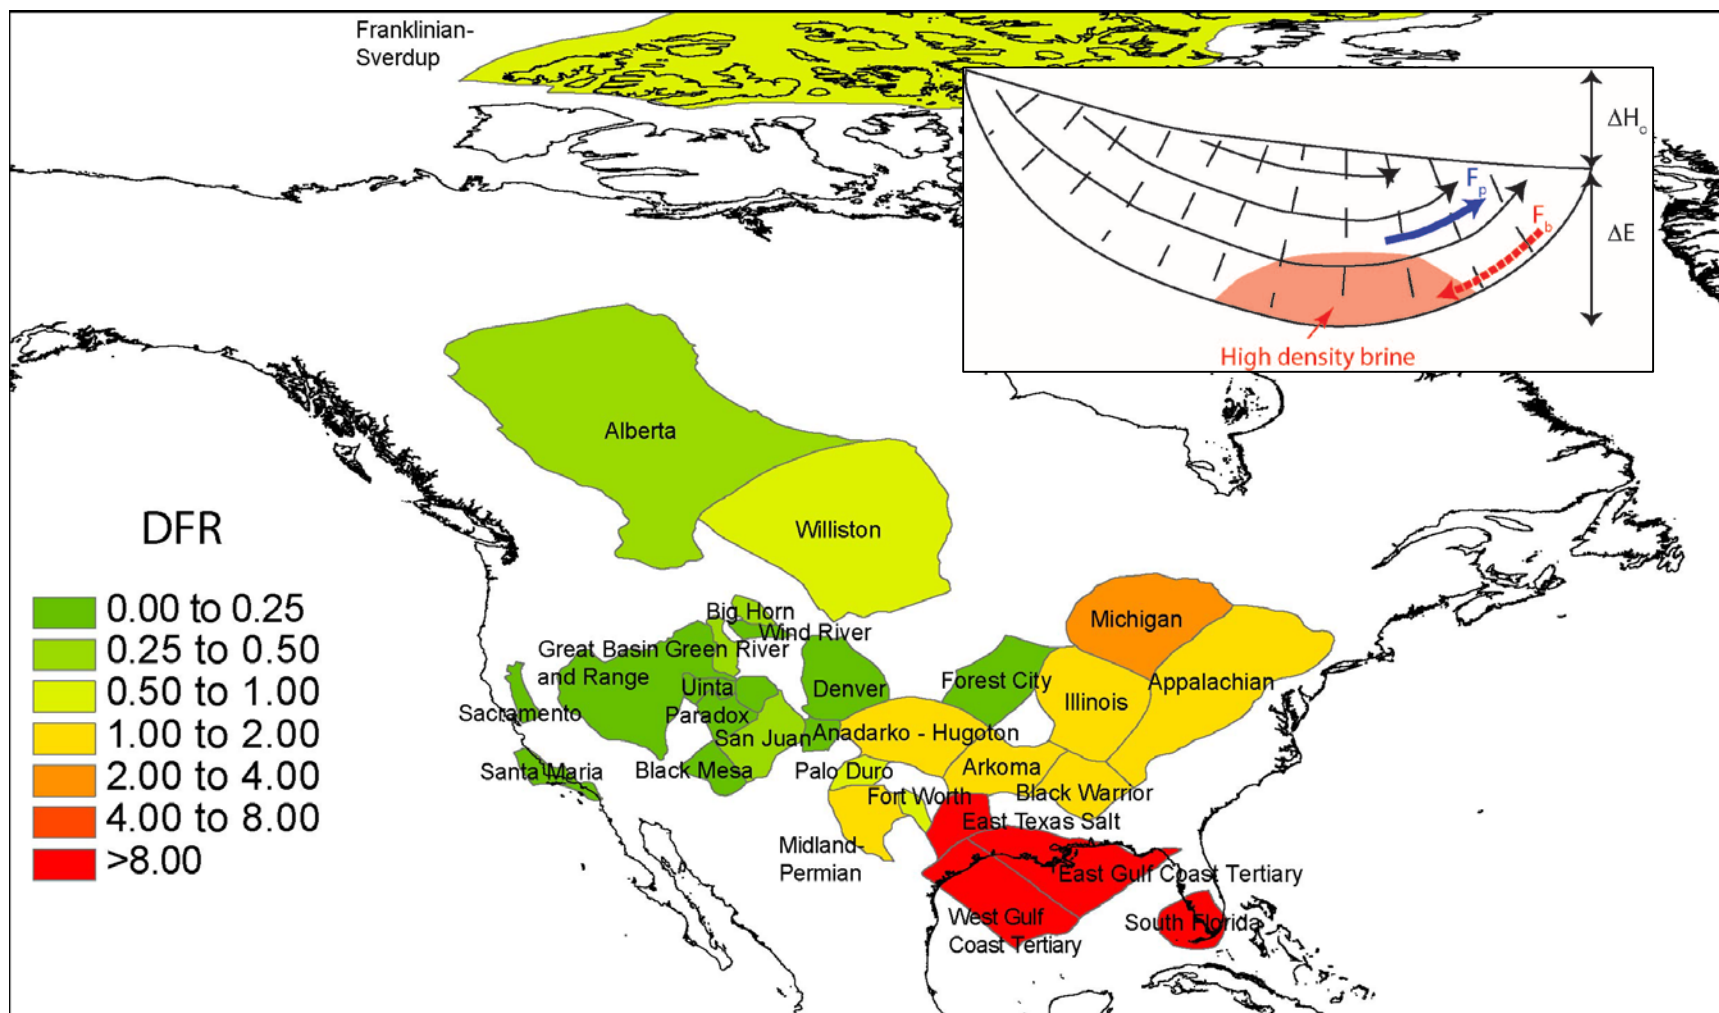 Franklinian-
Sverdup
ΔHo
Fp
Fb
ΔE
High density brine
Alberta
Williston
DFR
0.00 to 0.25
0.25 to 0.50
0.50 to 1.00
1.00 to 2.00
2.00 to 4.00
4.00 to 8.00
>8.00
Big Horn
Wind River
Great Basin
and Range
Green River
Michigan
Uinta
Denver
Forest City
Illinois
Appalachian
Sacramento
Paradox
San Juan
Anadarko - Hugoton
Santa Maria
Black Mesa
Palo Duro
Arkoma
Black Warrior
Fort Worth
East Texas Salt
Midland-
Permian
East Gulf Coast Tertiary
West Gulf
Coast Tertiary
South Florida